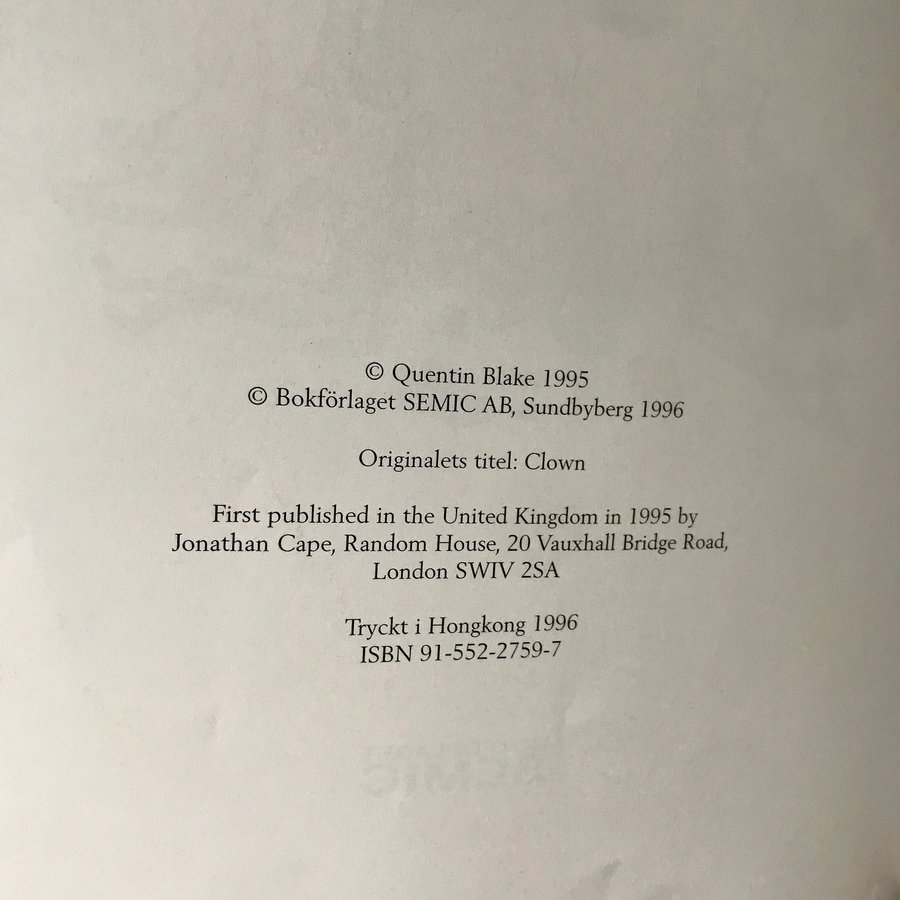 © Quentin Blake 1995
© Bokförlaget SEMIC AB, Sundbyberg 1996
Originalets titel: Clown
First published in the United Kingdom in 1995 by
Jonathan Cape, Random House, 20 Vauxhall Bridge Road,
London SWIV 2SA
Tryckt i Hongkong 1996
ISBN 91-552-2759-7
SEMIC